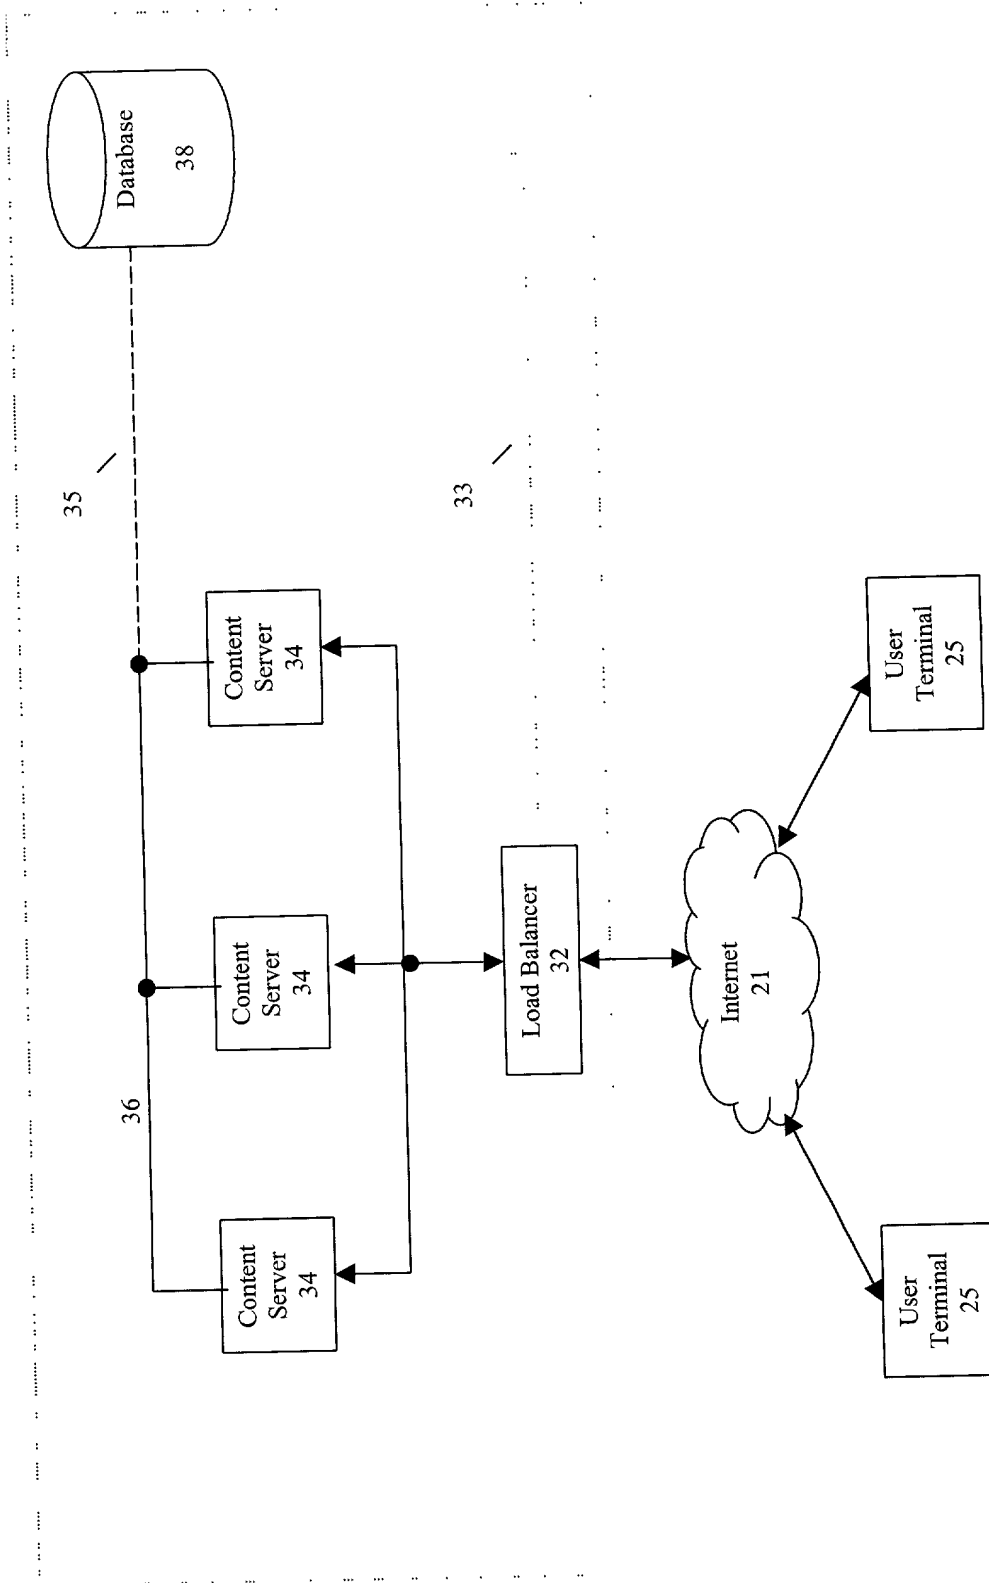 Database
38
35
33
36
Content
Server
34
Content
Server
34
Content
Server
34
Load Balancer
32
Internet
21
User
Terminal
25
User
Terminal
25